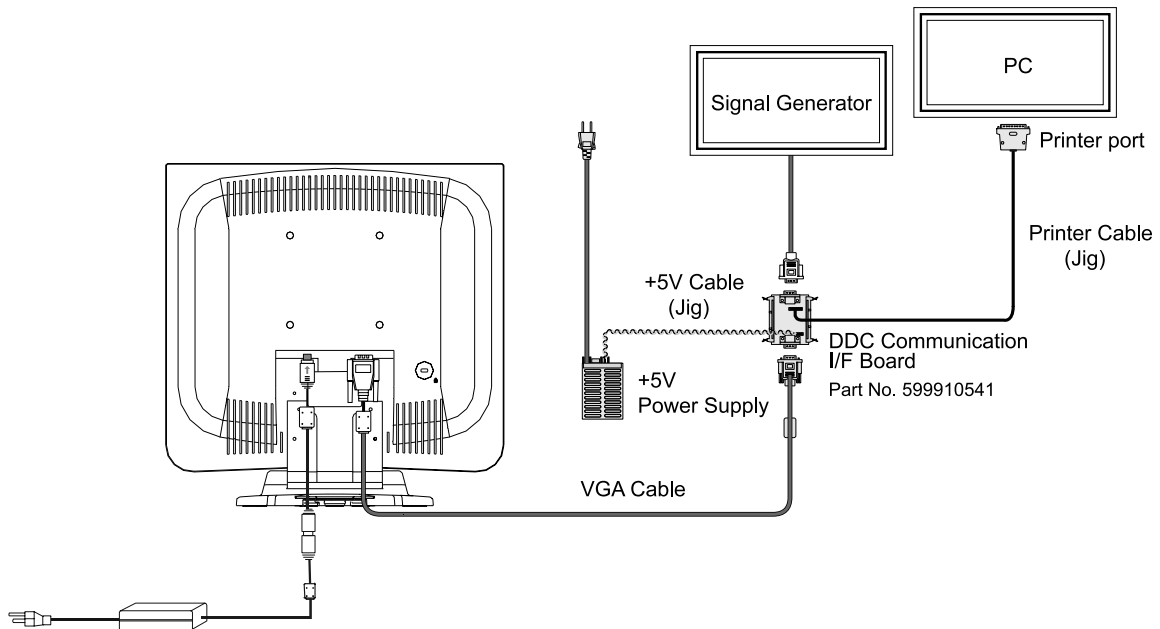 PC
Signal Generator
Printer port
Printer Cable
(Jig)
+5V Cable
(Jig)
DDC Communication
I/F Board
Part No. 599910541
+5V
Power Supply
VGA Cable